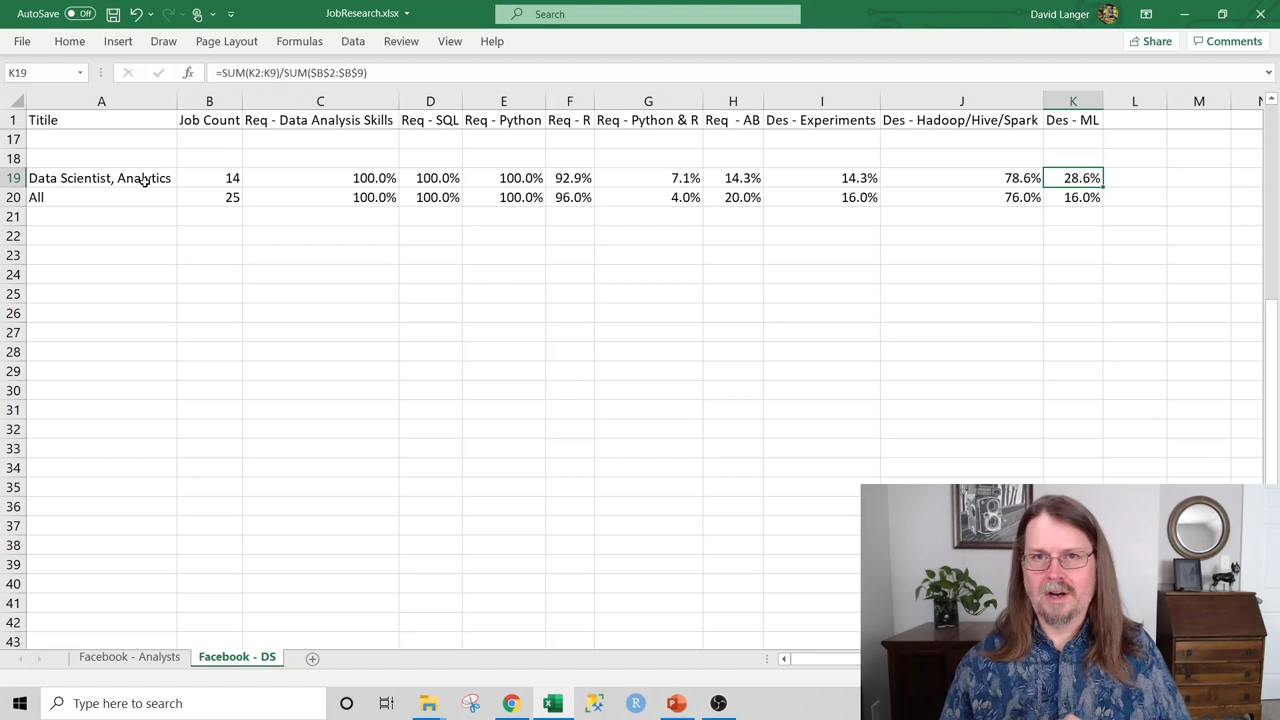 AutoSave Off JobResearch.xlsx Search David Langer
File Home Insert Draw Page Layout Formulas Data Review View Help Share Comments
K19 fx =SUM(K2:K9)/SUM($B$2:$B$9)
A B C D E F G H I J K L M N
1 Titile Job Count Req - Data Analysis Skills Req - SQL Req - Python Req - R Req - Python & R Req - AB Des - Experiments Des - Hadoop/Hive/Spark Des - ML
17
18
19 Data Scientist, Analytics 14 100.0% 100.0% 100.0% 92.9% 7.1% 14.3% 14.3% 78.6% 28.6%
20 All 25 100.0% 100.0% 100.0% 96.0% 4.0% 20.0% 16.0% 76.0% 16.0%
21
22
23
24
25
26
27
28
29
30
31
32
33
34
35
36
37
38
39
40
41
42
43
Facebook - Analysts Facebook - DS
Type here to search